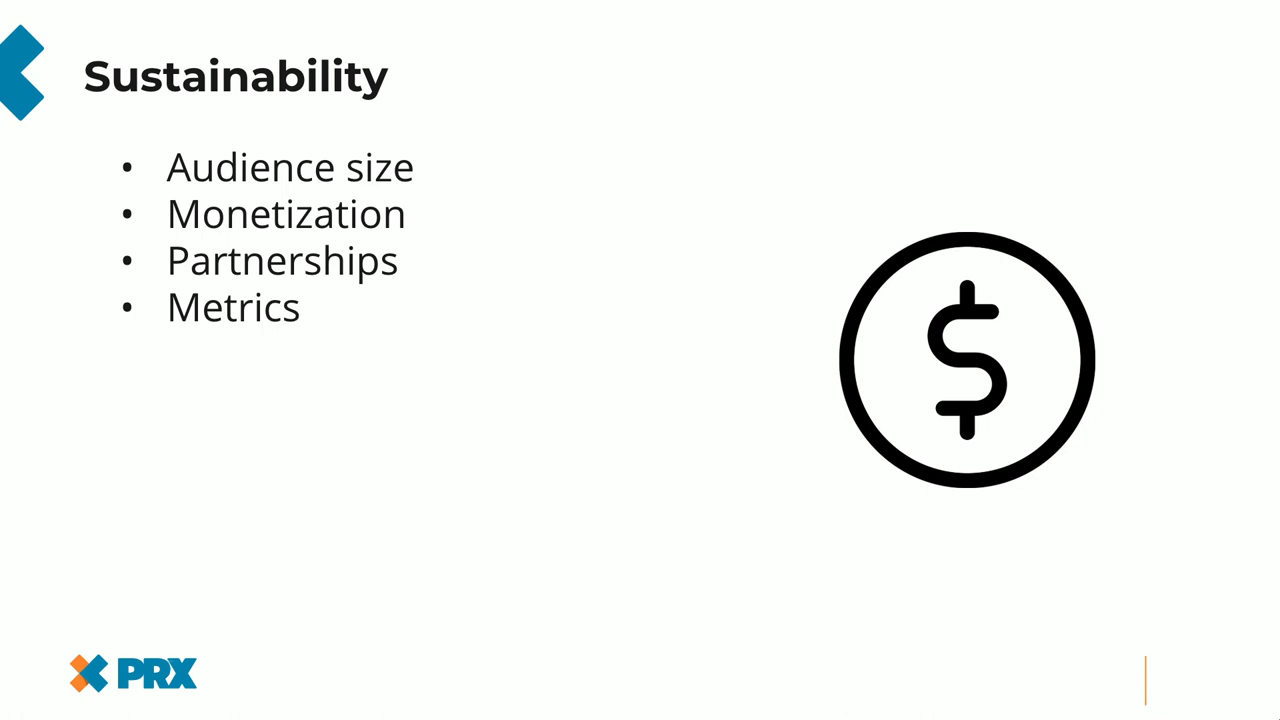 Sustainability
• Audience size
• Monetization
• Partnerships
• Metrics
$
PRX